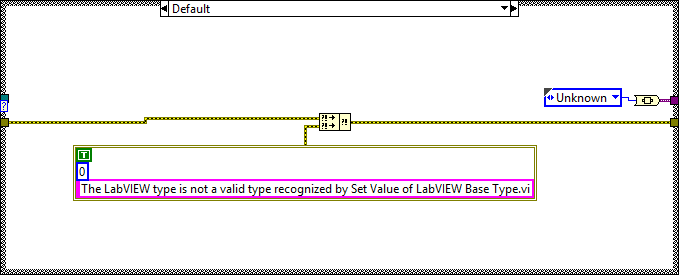 Default
?
Unknown
?! ?! ?!
T
0
The LabVIEW type is not a valid type recognized by Set Value of LabVIEW Base Type.vi